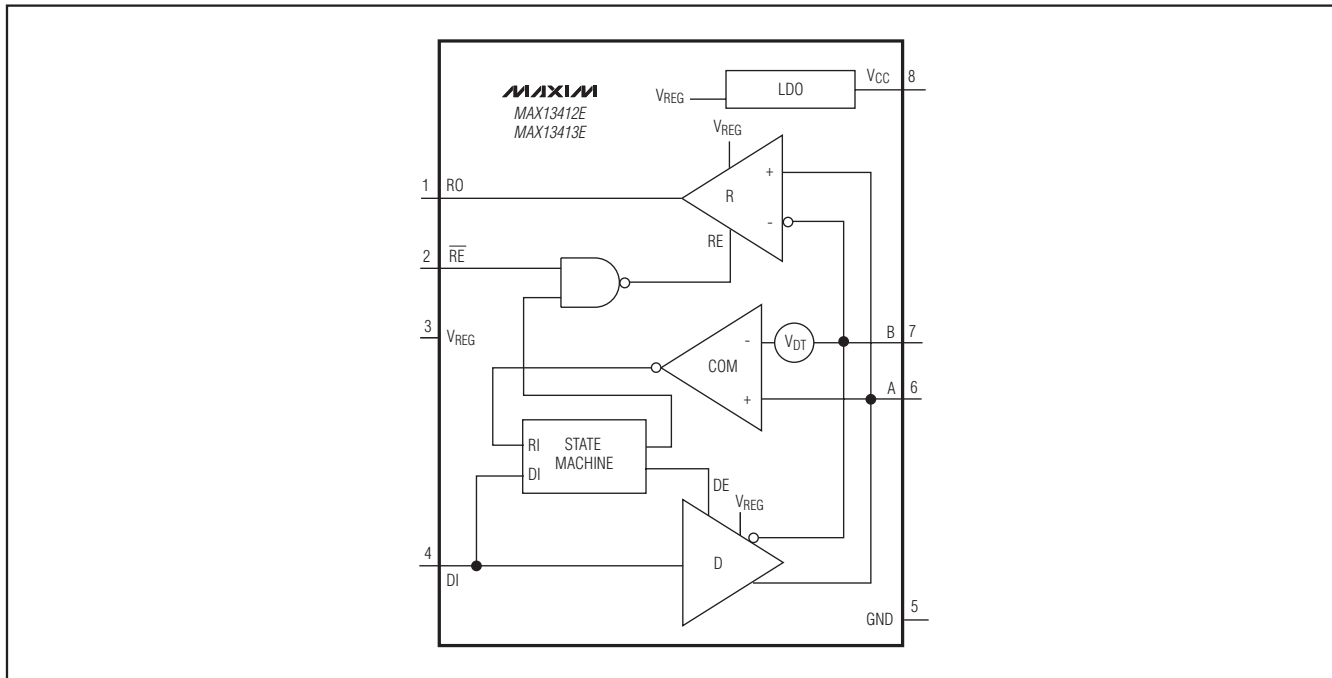 MAXIM
MAX13412E
MAX13413E
VREG
LDO
VCC
8
VREG
+
R
-
1
RO
RE
2
R̅E̅
3
VREG
-
VDT
B
7
COM
+
A
6
RI
STATE
MACHINE
DI
DE
VREG
4
DI
D
GND
5